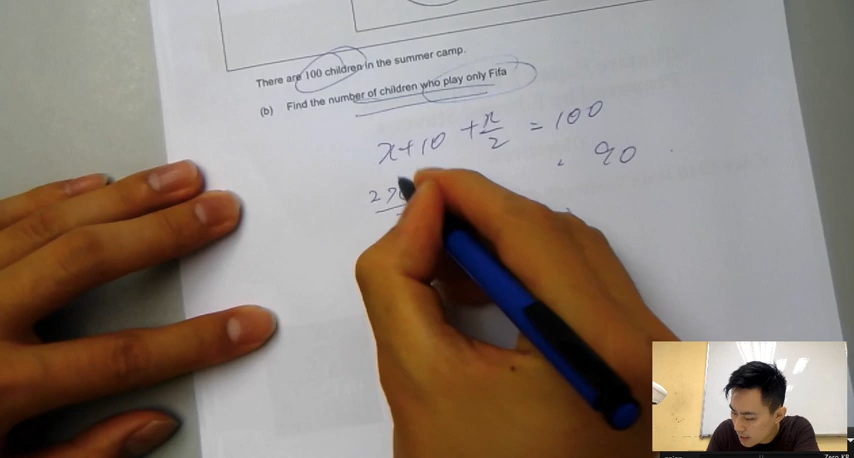 There are 100 children in the summer camp.
(b) Find the number of children who play only Fifa
x+10 + x/2 = 100
90